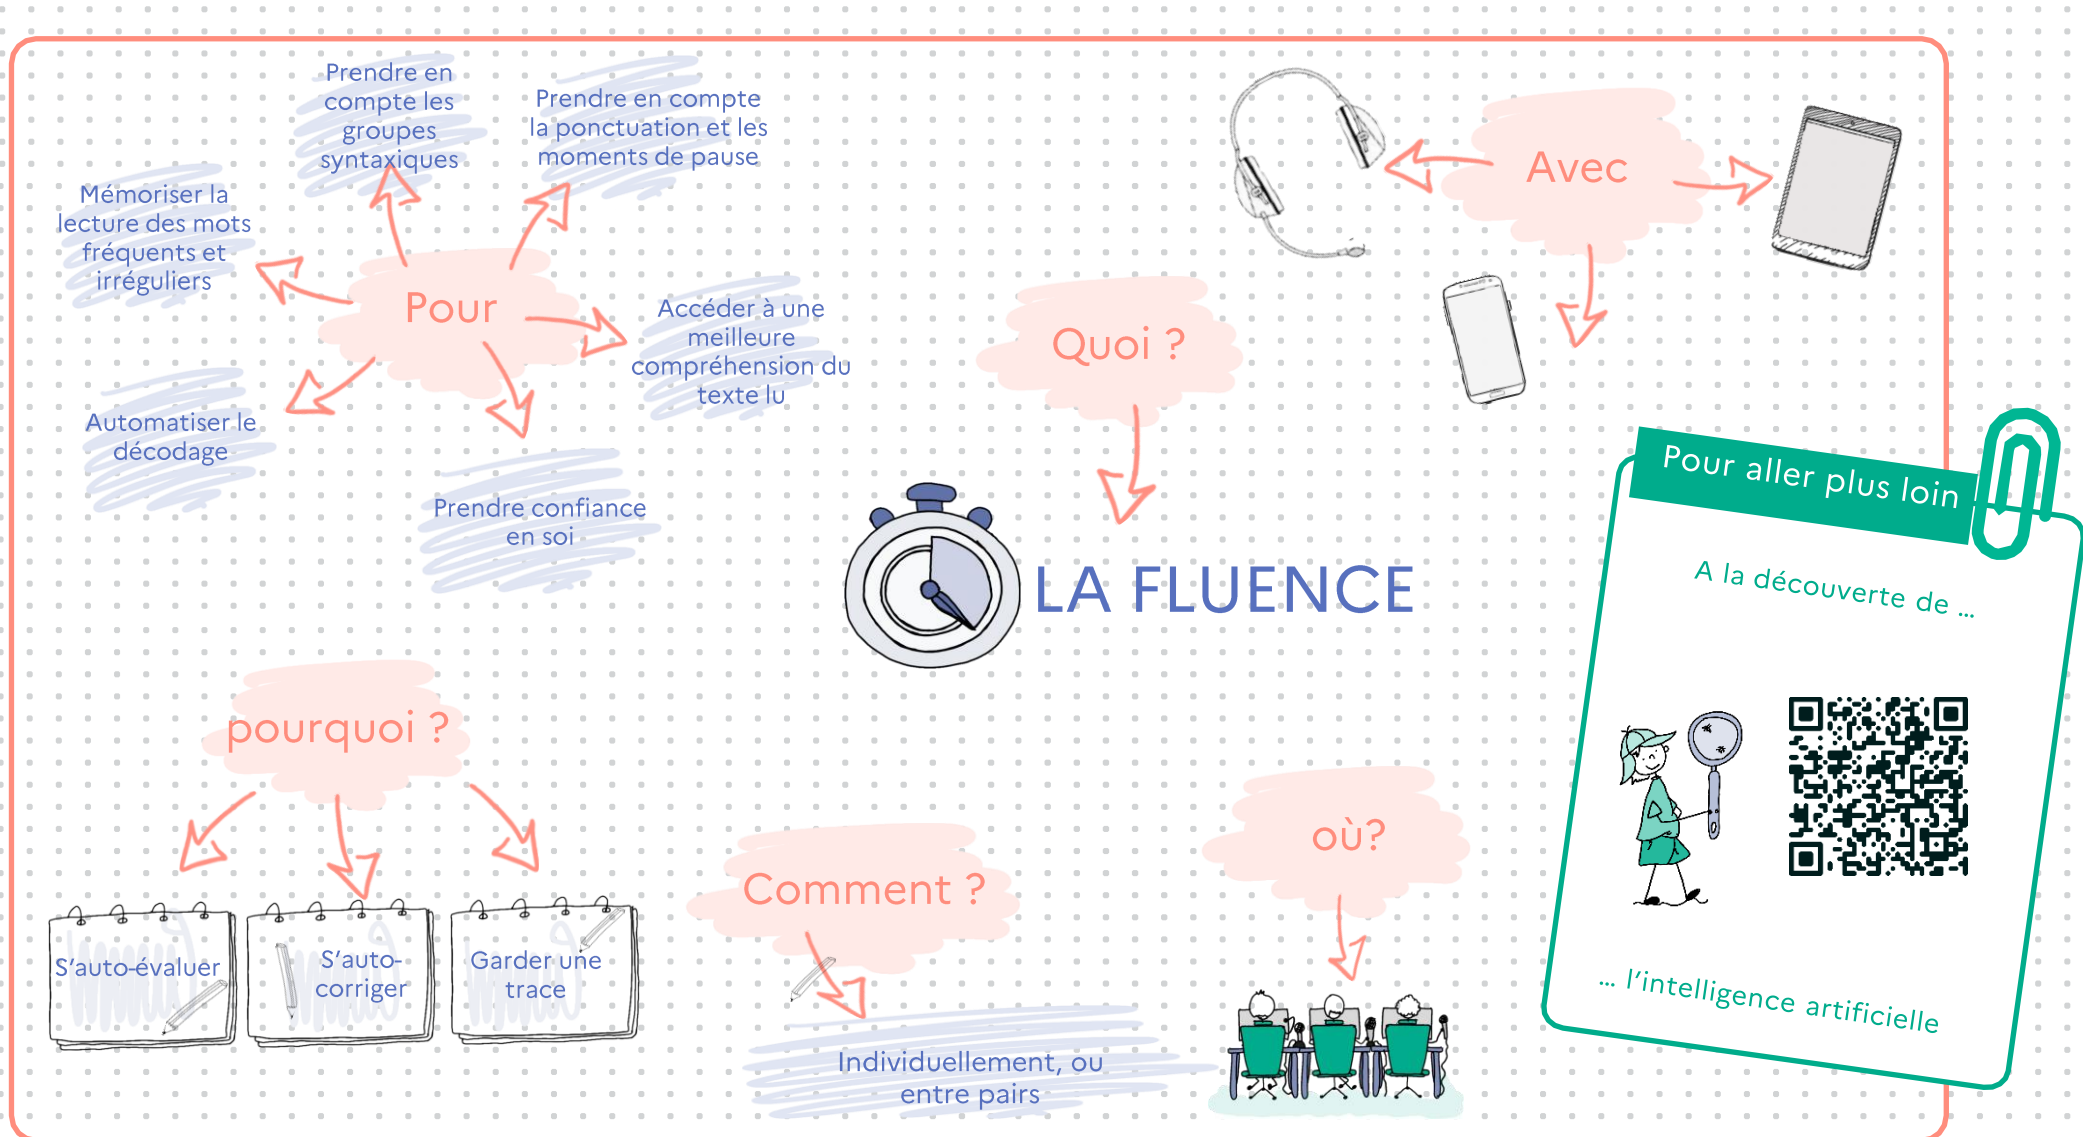 Prendre en
compte les
groupes
syntaxiques
Prendre en compte
la ponctuation et les
moments de pause
Mémoriser la
lecture des mots
fréquents et
irréguliers
Pour
Accéder à une
meilleure
compréhension du
texte lu
Automatiser le
décodage
Prendre confiance
en soi
Quoi ?
LA FLUENCE
Avec
pourquoi ?
S'auto-évaluer
S'auto-
corriger
Garder une
trace
Comment ?
Individuellement, ou
entre pairs
où?
Pour aller plus loin
A la découverte de ...
... l'intelligence artificielle